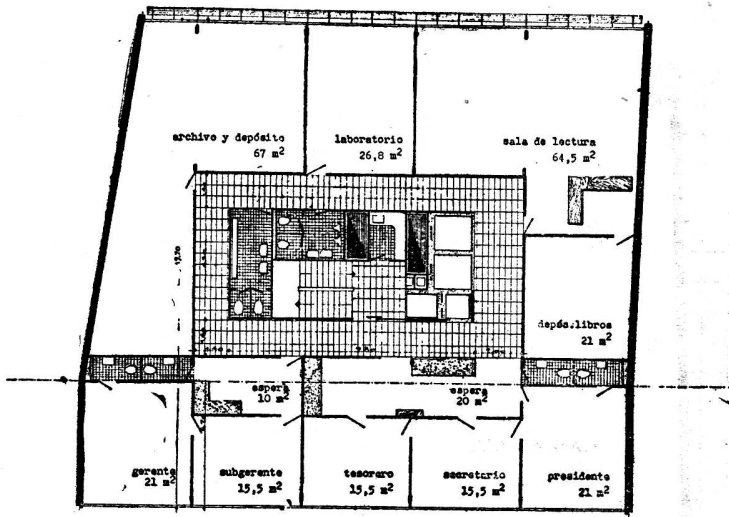 archivo y depósito
67 m²
laboratorio
26,8 m²
sala de lectura
64,5 m²
depós.libros
21 m²
espera
10 m²
espera
20 m²
gerente
21 m²
subgerente
15,5 m²
tesoraro
15,5 m²
secretario
15,5 m²
presidente
21 m²